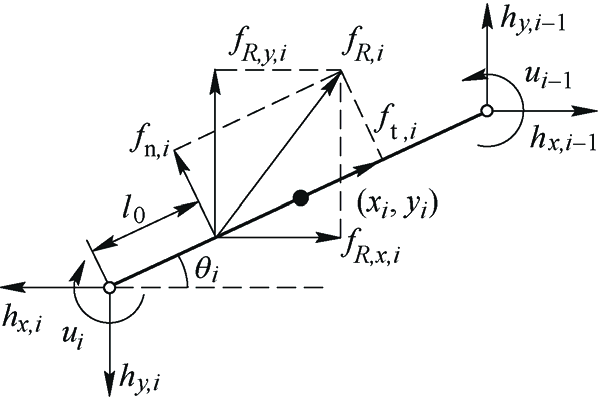 h_{y,i−1}
f_{R,y,i}
f_{R,i}
u_{i−1}
f_{n,i}
f_{t,i}
h_{x,i−1}
l_0
(x_i, y_i)
f_{R,x,i}
θ_i
h_{x,i}
u_i
h_{y,i}